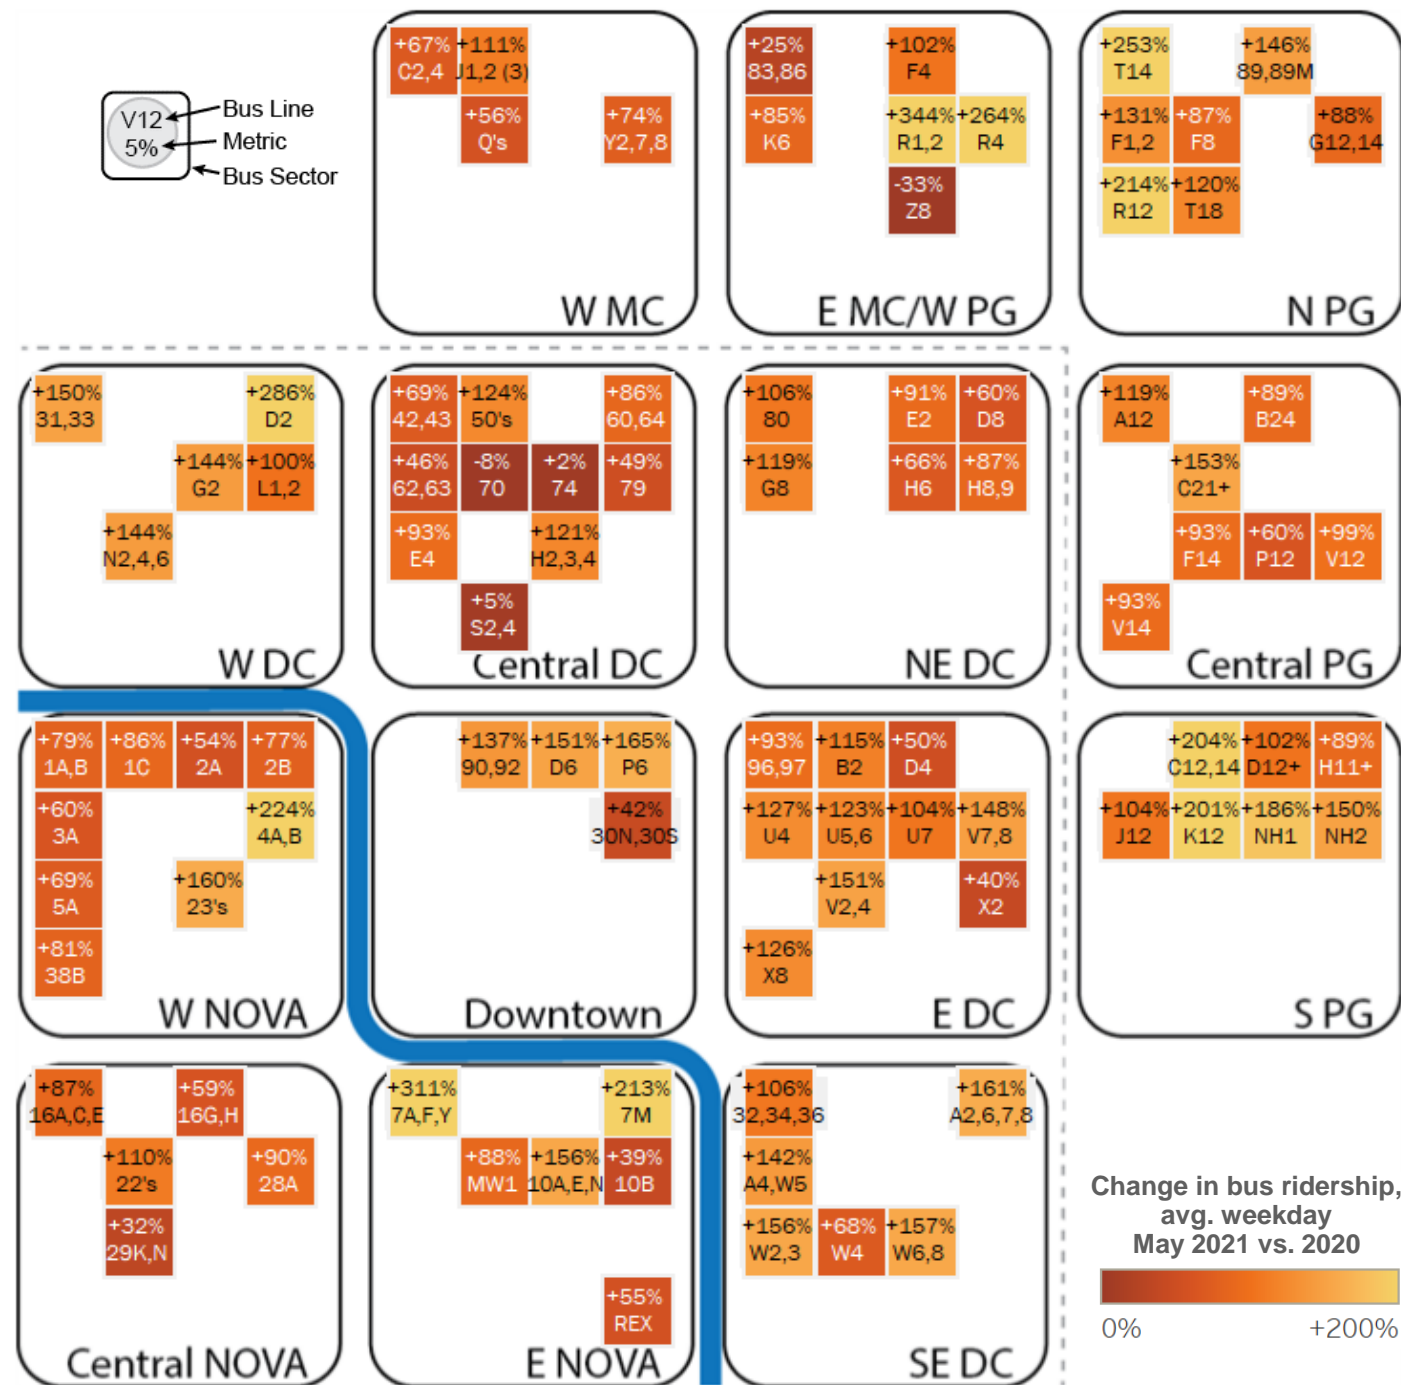 V12
5%
Bus Line
Metric
Bus Sector
+67%
C2,4
+111%
J1,2 (3)
+56%
Q's
+74%
Y2,7,8
W MC
+25%
83,86
+102%
F4
+85%
K6
+344%
R1,2
+264%
R4
-33%
Z8
E MC/W PG
+253%
T14
+146%
89,89M
+131%
F1,2
+87%
F8
+88%
G12,14
+214%
R12
+120%
T18
N PG
+150%
31,33
+286%
D2
+144%
G2
+100%
L1,2
+144%
N2,4,6
W DC
+69%
42,43
+124%
50's
+86%
60,64
+46%
62,63
-8%
70
+2%
74
+49%
79
+93%
E4
+121%
H2,3,4
+5%
S2,4
Central DC
+106%
80
+91%
E2
+60%
D8
+119%
G8
+66%
H6
+87%
H8,9
NE DC
+119%
A12
+89%
B24
+153%
C21+
+93%
F14
+60%
P12
+99%
V12
+93%
V14
Central PG
+79%
1A,B
+86%
1C
+54%
2A
+77%
2B
+60%
3A
+224%
4A,B
+69%
5A
+160%
23's
+81%
38B
W NOVA
+137%
90,92
+151%
D6
+165%
P6
+42%
30N,30S
Downtown
+93%
96,97
+115%
B2
+50%
D4
+127%
U4
+123%
U5,6
+104%
U7
+148%
V7,8
+151%
V2,4
+40%
X2
+126%
X8
E DC
+204%
C12,14
+102%
D12+
+89%
H11+
+104%
J12
+201%
K12
+186%
NH1
+150%
NH2
S PG
+87%
16A,C,E
+59%
16G,H
+110%
22's
+90%
28A
+32%
29K,N
Central NOVA
+311%
7A,F,Y
+213%
7M
+88%
MW1
+156%
10A,E,N
+39%
10B
+55%
REX
E NOVA
+106%
32,34,36
+161%
A2,6,7,8
+142%
A4,W5
+156%
W2,3
+68%
W4
+157%
W6,8
SE DC
Change in bus ridership,
avg. weekday
May 2021 vs. 2020
0%
+200%